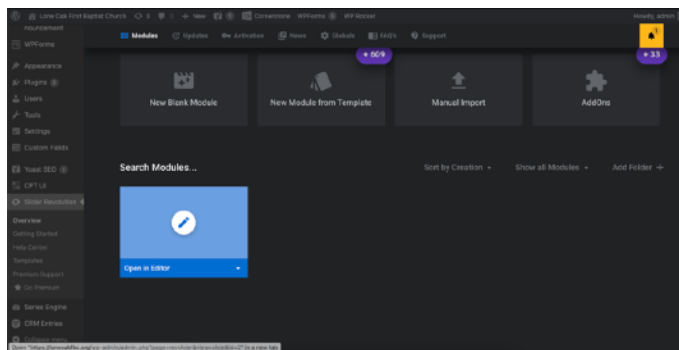 Lone Oak First Baptist Church
+ New
Cornerstone
WPForms
WP Rocket
Howdy, admin
nouncement
Modules
Updates
Activation
News
Globals
FAQ's
Support
WPForms
+ 609
+ 33
Appearance
Plugins
Users
Tools
Settings
Custom Fields
New Blank Module
New Module from Template
Manual Import
AddOns
Yoast SEO
CPT UI
Slider Revolution
Search Modules...
Sort by Creation
Show all Modules
Add Folder +
Overview
Getting Started
Help Center
Templates
Premium Support
Go Premium
Open in Editor
Series Engine
CRM Entries
Collapse menu